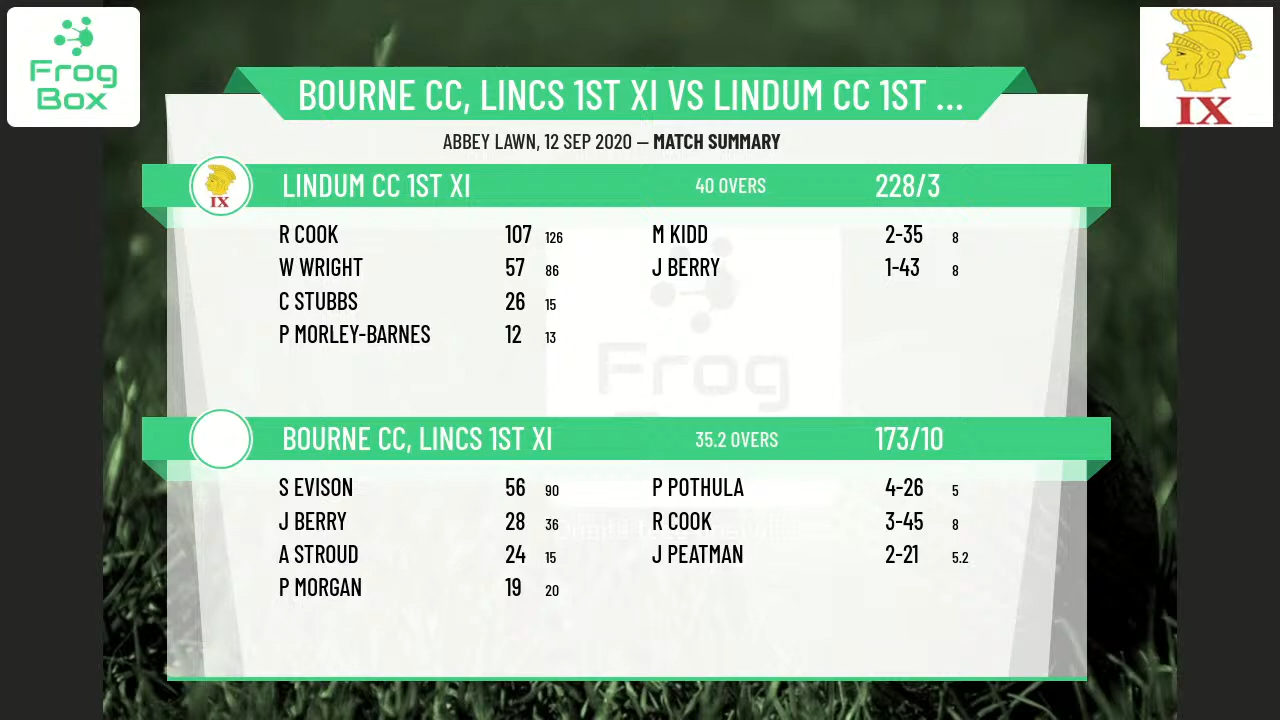 Frog
Box
IX
BOURNE CC, LINCS 1ST XI VS LINDUM CC 1ST ...
ABBEY LAWN, 12 SEP 2020 – MATCH SUMMARY
IX
LINDUM CC 1ST XI 40 OVERS 228/3
R COOK 107 126 M KIDD 2-35 8
W WRIGHT 57 86 J BERRY 1-43 8
C STUBBS 26 15
P MORLEY-BARNES 12 13
Frog
BOURNE CC, LINCS 1ST XI 35.2 OVERS 173/10
S EVISON 56 90 P POTHULA 4-26 5
J BERRY 28 36 R COOK 3-45 8
A STROUD 24 15 J PEATMAN 2-21 5.2
P MORGAN 19 20